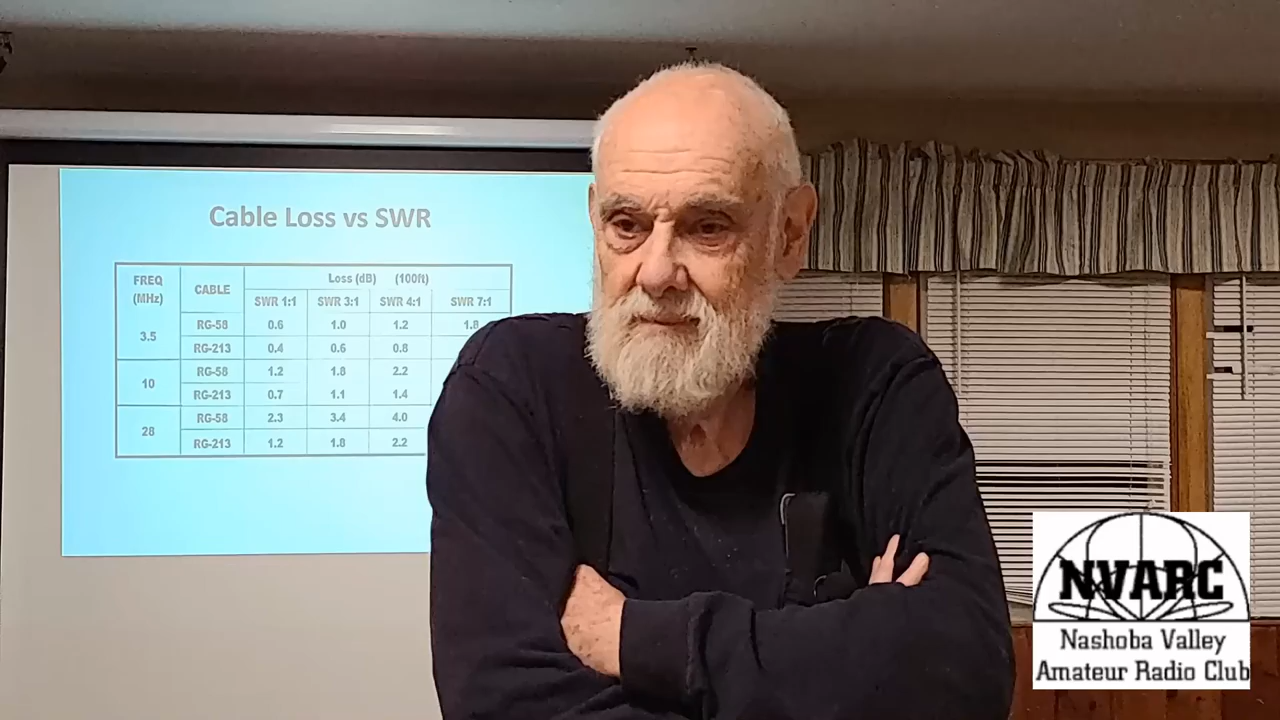 Cable Loss vs SWR
FREQ (MHz) CABLE Loss (dB) (100ft)
SWR 1:1 SWR 3:1 SWR 4:1 SWR 7:1
3.5 RG-58 0.6 1.0 1.2 1.8
RG-213 0.4 0.6 0.8
10 RG-58 1.2 1.8 2.2
RG-213 0.7 1.1 1.4
28 RG-58 2.3 3.4 4.0
RG-213 1.2 1.8 2.2
NVARC
Nashoba Valley
Amateur Radio Club